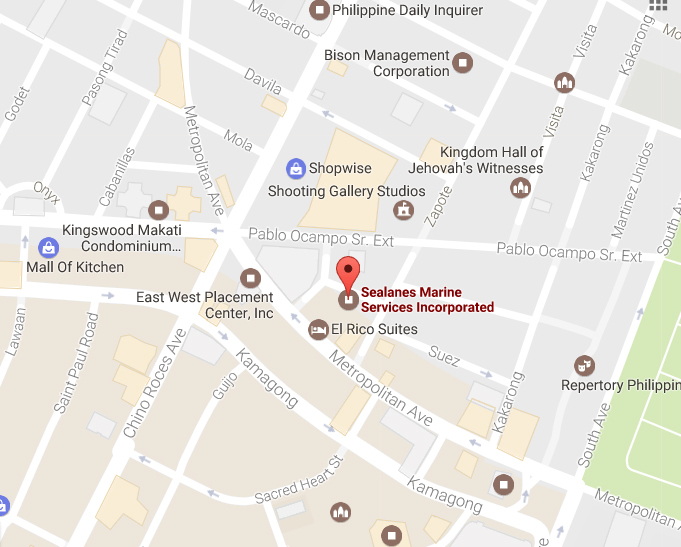 Mascardo
Philippine Daily Inquirer
Visita
Kakarong
Mo
Pasong Tirad
Bison Management
Corporation
Davila
Godet
Metropolitan Ave
Mola
Visita
Kakarong
Kingdom Hall of
Jehovah's Witnesses
Martinez Unidos
Cabanillas
Shopwise
Shooting Gallery Studios
Onyx
Zapote
South Av
Kingswood Makati
Condominium...
Pablo Ocampo Sr. Ext
Pablo Ocampo Sr. Ext
Mall Of Kitchen
East West Placement
Center, Inc
Sealanes Marine
Services Incorporated
El Rico Suites
Lawaan
Saint Paul Road
Chino Roces Ave
Guijo
Kamagong
Metropolitan Ave
Suez
Kakarong
Repertory Philippin
South Ave
Sacred Heart St
Kamagong
Metropolitan A
e